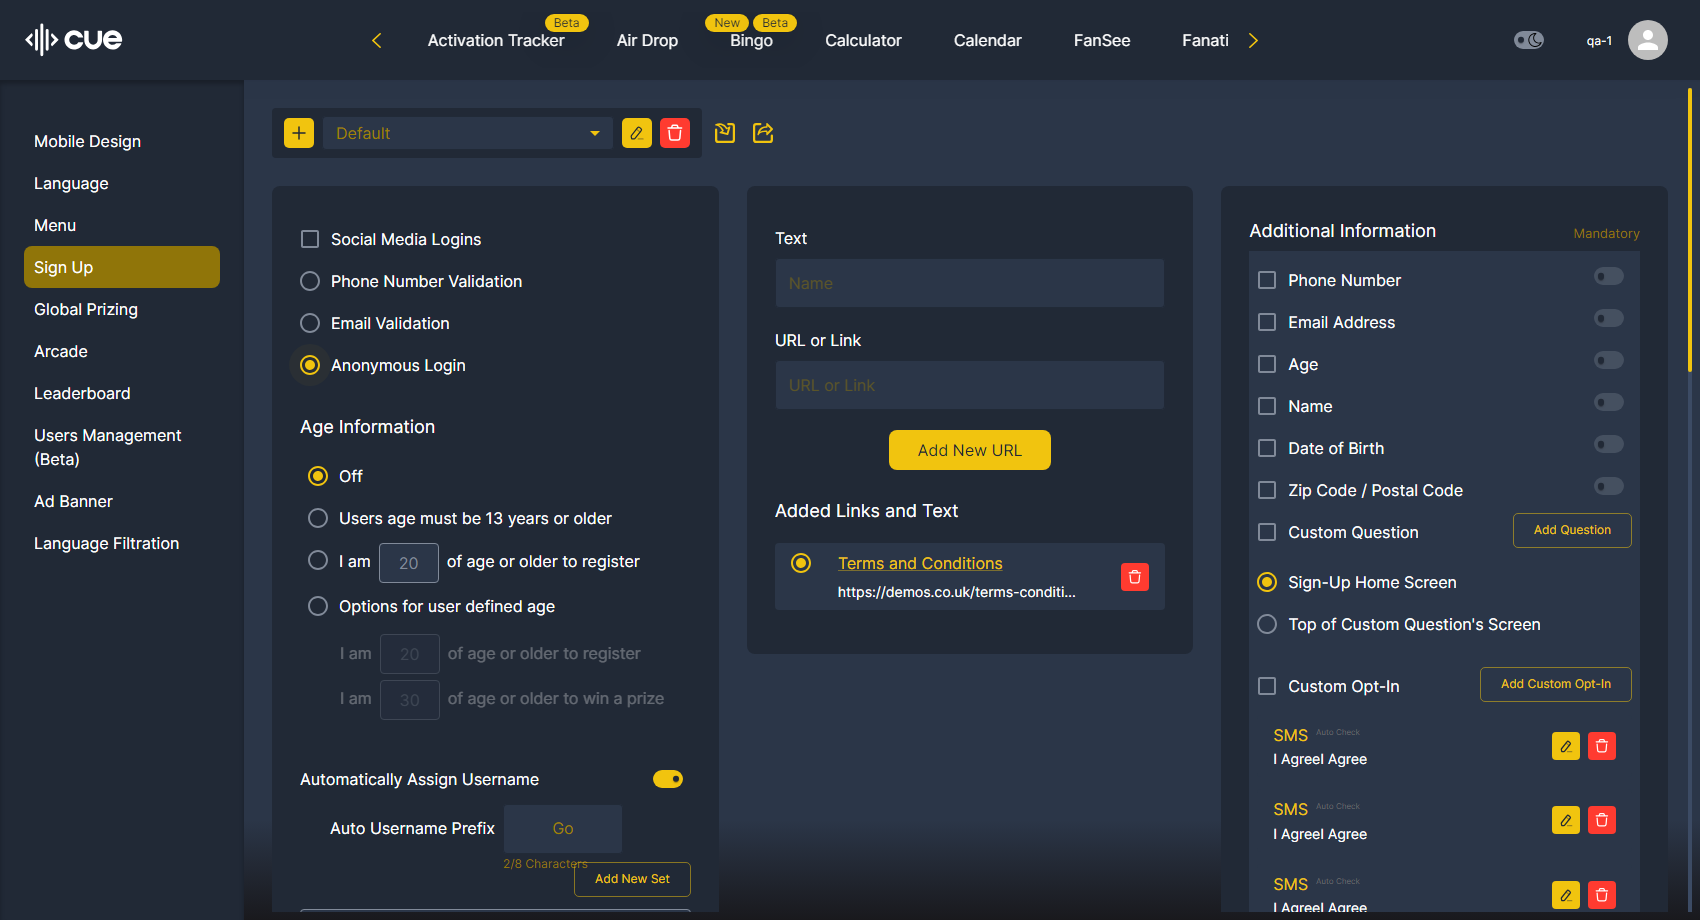 cue
Activation Tracker
Beta
Air Drop
New
Beta
Bingo
Calculator
Calendar
FanSee
Fanati
qa-1
Mobile Design
Language
Menu
Sign Up
Global Prizing
Arcade
Leaderboard
Users Management
(Beta)
Ad Banner
Language Filtration
Default
Social Media Logins
Phone Number Validation
Email Validation
Anonymous Login
Age Information
Off
Users age must be 13 years or older
I am 20 of age or older to register
Options for user defined age
I am 20 of age or older to register
I am 30 of age or older to win a prize
Automatically Assign Username
Auto Username Prefix Go
2/8 Characters
Add New Set
Text
Name
URL or Link
URL or Link
Add New URL
Added Links and Text
Terms and Conditions
https://demos.co.uk/terms-conditi...
Additional Information
Mandatory
Phone Number
Email Address
Age
Name
Date of Birth
Zip Code / Postal Code
Custom Question
Add Question
Sign-Up Home Screen
Top of Custom Question's Screen
Custom Opt-In
Add Custom Opt-In
SMS Auto Check
I AgreeI Agree
SMS Auto Check
I AgreeI Agree
SMS Auto Check
I AgreeI Agree